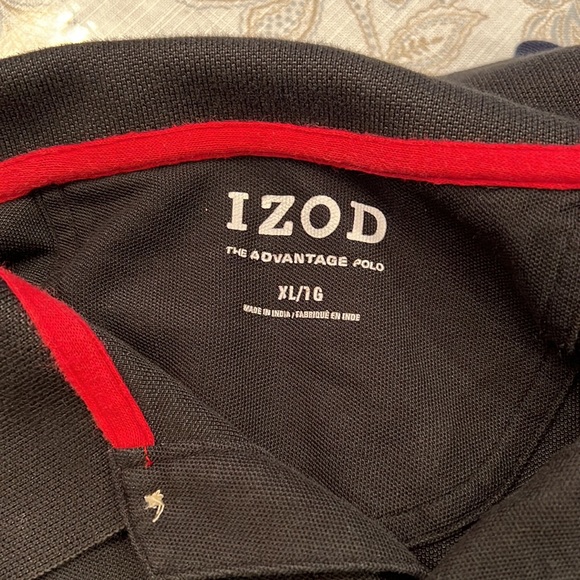 IZOD
THE ADVANTAGE POLO
XL/TG
MADE IN INDIA / FABRIQUÉ EN INDE